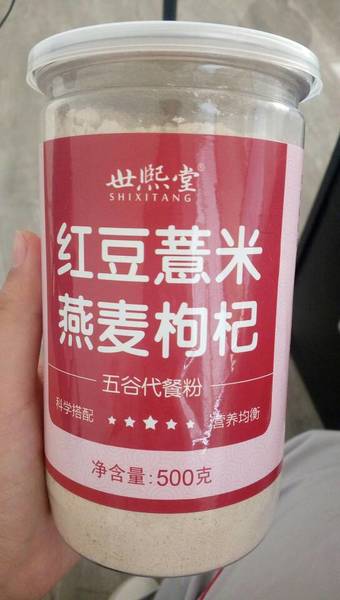 世熙堂®
SHIXITANG
红豆薏米
燕麦枸杞
五谷代餐粉
科学搭配 ★★★★★ 营养均衡
净含量:500克